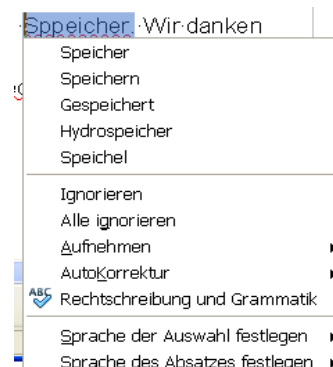 Sppeicher. Wir danken
Speicher
Speichern
Gespeichert
Hydrospeicher
Speichel
Ignorieren
Alle ignorieren
Aufnehmen
AutoKorrektur
ABC Rechtschreibung und Grammatik
Sprache der Auswahl festlegen
Sprache des Absatzes festlegen